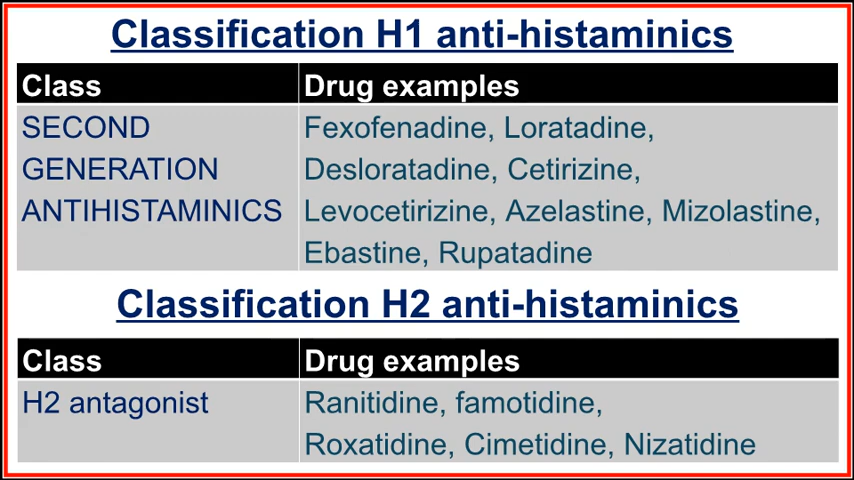 Classification H1 anti-histaminics
Class Drug examples
SECOND Fexofenadine, Loratadine,
GENERATION Desloratadine, Cetirizine,
ANTIHISTAMINICS Levocetirizine, Azelastine, Mizolastine,
Ebastine, Rupatadine
Classification H2 anti-histaminics
Class Drug examples
H2 antagonist Ranitidine, famotidine,
Roxatidine, Cimetidine, Nizatidine